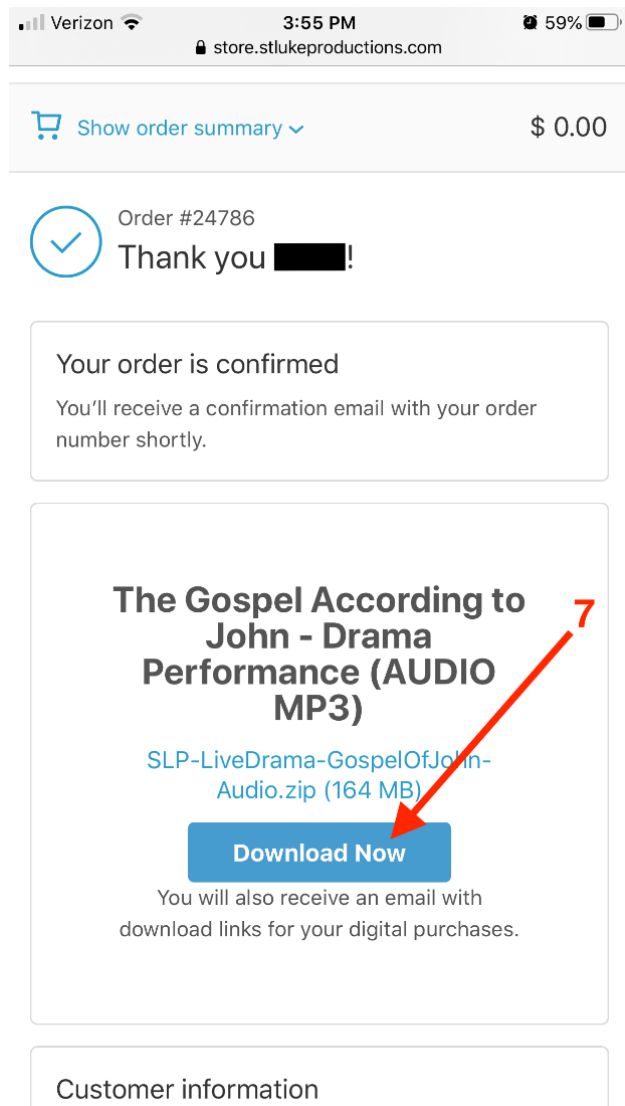 Verizon 3:55 PM 59%
store.stlukeproductions.com
Show order summary $ 0.00
Order #24786
Thank you !
Your order is confirmed
You’ll receive a confirmation email with your order
number shortly.
The Gospel According to
John - Drama
Performance (AUDIO
MP3)
7
SLP-LiveDrama-GospelOfJohn-
Audio.zip (164 MB)
Download Now
You will also receive an email with
download links for your digital purchases.
Customer information